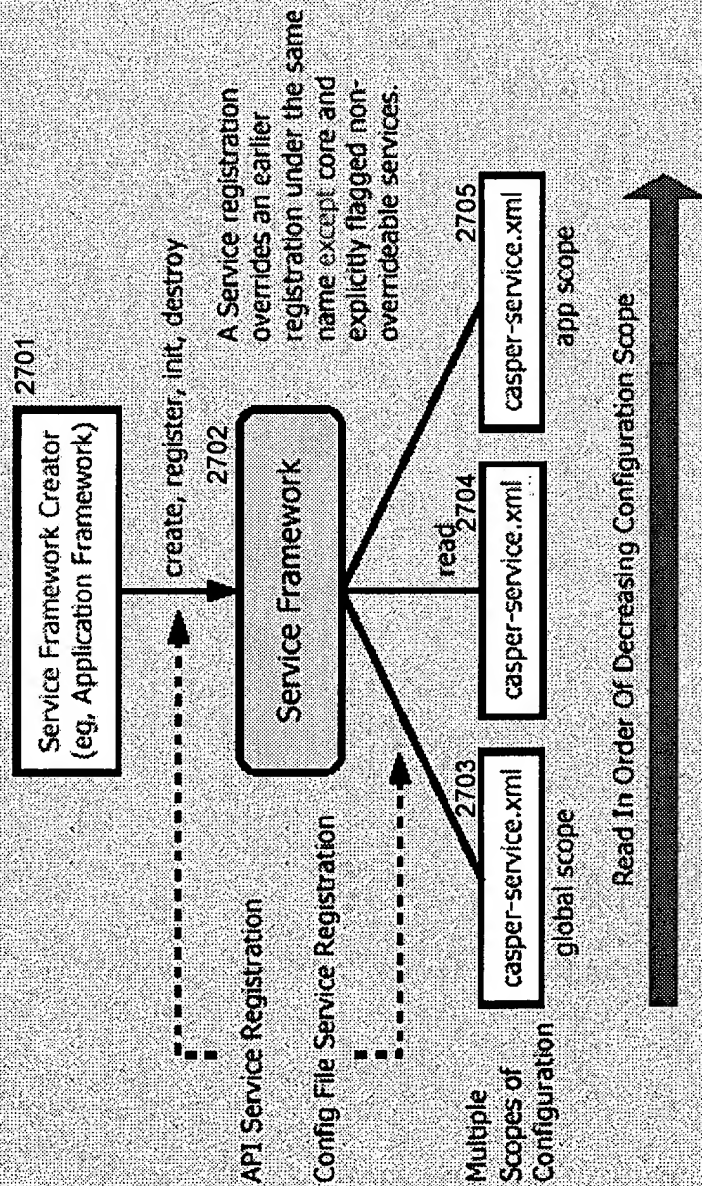 2701
Service Framework Creator
(eg, Application Framework)
create, register, init, destroy
2702
Service Framework
A Service registration
overrides an earlier
registration under the same
name except core and
explicitly flagged non-
overrideable services.
API Service Registration
Config File Service Registration
read
2703
2704
2705
casper-service.xml
casper-service.xml
casper-service.xml
Multiple
Scopes of
Configuration
global scope
app scope
Read In Order Of Decreasing Configuration Scope